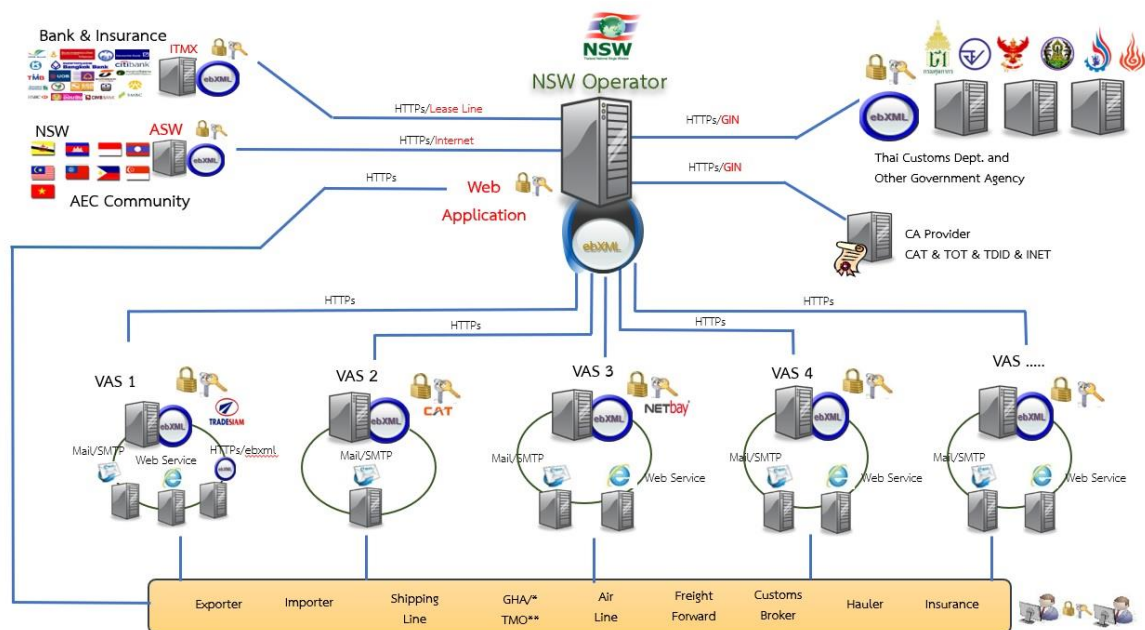 Bank & Insurance
ITMX
ebXML
Bangkok Bank
citibank
TMB
UOB
NSW
ASW
ebXML
AEC Community
NSW
NSW Operator
HTTPs/Lease Line
HTTPs/Internet
HTTPs
Web
Application
HTTPs/GIN
HTTPs/GIN
ebXML
ebXML
Thai Customs Dept. and
Other Government Agency
CA Provider
CAT & TOT & TDID & INET
HTTPs
HTTPs
HTTPs
HTTPs
HTTPs
VAS 1
ebXML
TRADESIAM
Mail/SMTP
Web Service
HTTPs/ebxml
VAS 2
ebXML
CAT
Mail/SMTP
VAS 3
ebXML
NETbay
Mail/SMTP
Web Service
VAS 4
ebXML
Mail/SMTP
Web Service
VAS .....
ebXML
Mail/SMTP
Web Service
Exporter
Importer
Shipping
Line
GHA/*
TMO**
Air
Line
Freight
Forward
Customs
Broker
Hauler
Insurance